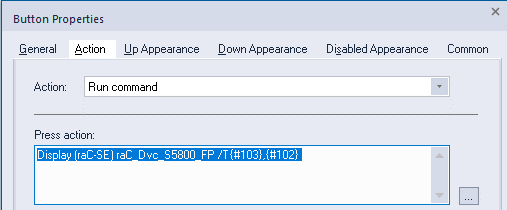 Button Properties
General Action Up Appearance Down Appearance Disabled Appearance Common
Action: Run command
Press action:
Display (raC-SE) raC_Dvc_S5800_FP /T{#103},{#102}
...